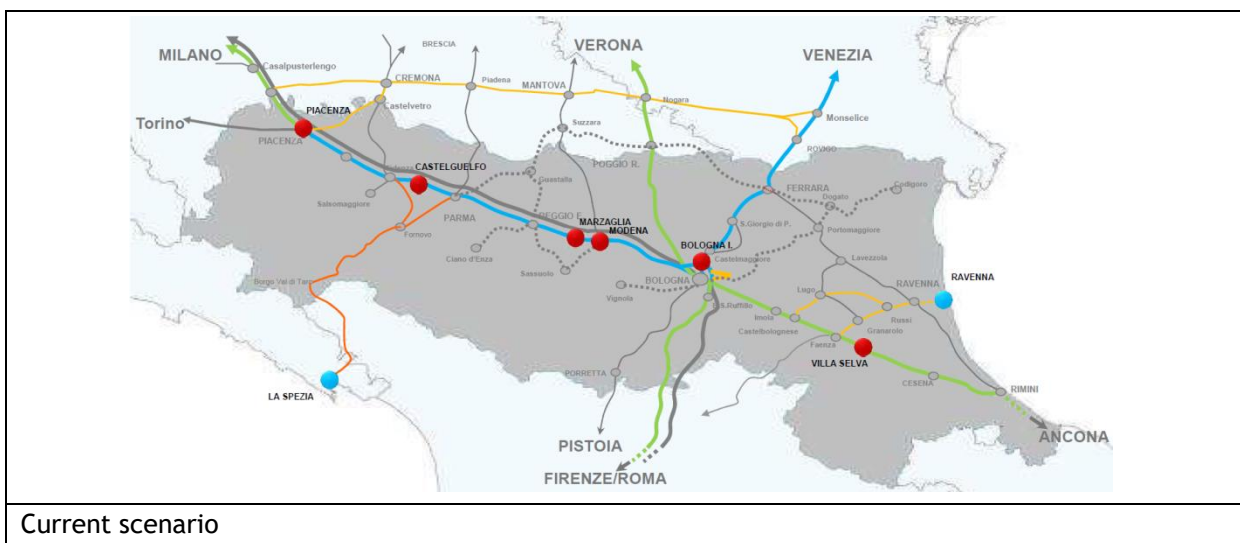 VERONA
BRESCIA
VENEZIA
MILANO
Casalpusterlengo
CREMONA
Piadena
MANTOVA
Nogara
Castelvetro
PIACENZA
Monselice
Torino
Suzzara
PIACENZA
ROVIGO
POGGIO R.
CASTELGUELFO
Guastalla
FERRARA
Codigoro
Salsomaggiore
Dogato
PARMA
REGGIO E.
MARZAGLIA
S.Giorgio di P.
Portomaggiore
Fornovo
MODENA
Ciano d'Enza
BOLOGNA I.
Castelmaggiore
Lavezzola
Sassuolo
BOLOGNA
RAVENNA
RAVENNA
Borgo Val di Taro
Vignola
Lugo
S.Ruffillo
Imola
Russi
Castelbolognese
Granarolo
Faenza
VILLA SELVA
PORRETTA
CESENA
LA SPEZIA
RIMINI
PISTOIA
ANCONA
FIRENZE/ROMA
Current scenario